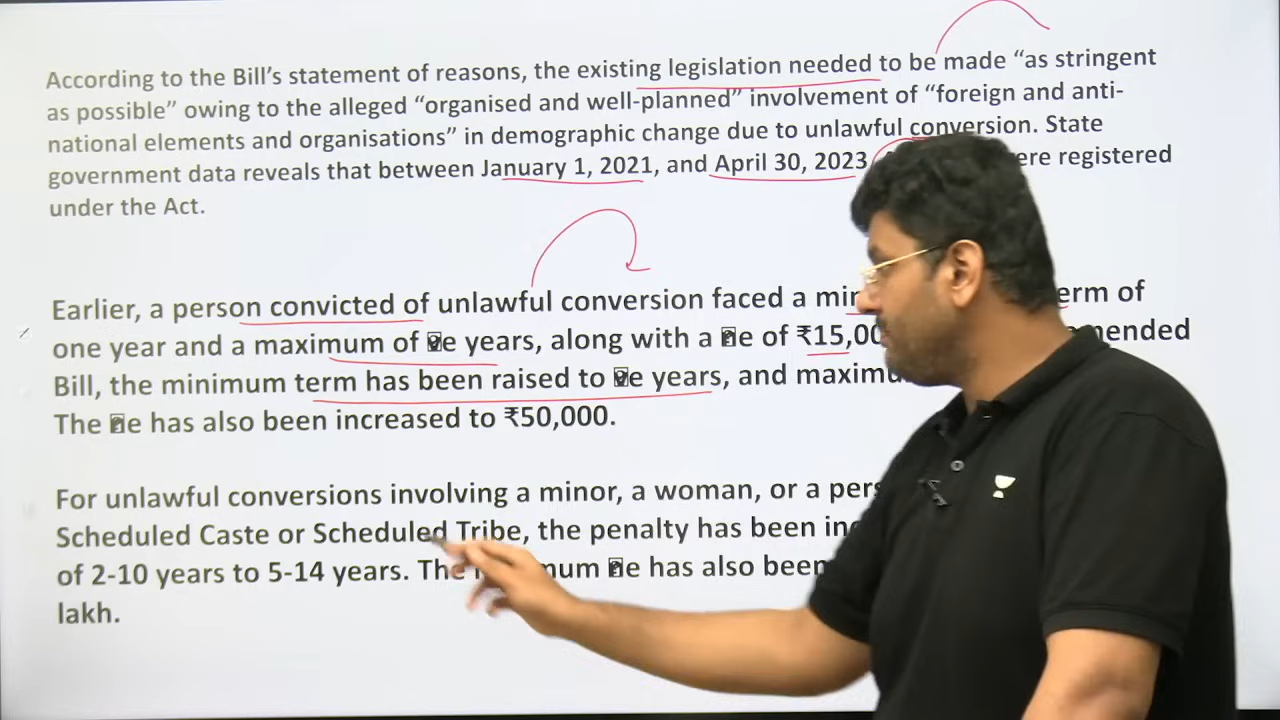 According to the Bill's statement of reasons, the existing legislation needed to be made “as stringent
as possible” owing to the alleged “organised and well-planned” involvement of “foreign and anti-
national elements and organisations” in demographic change due to unlawful conversion. State
government data reveals that between January 1, 2021, and April 30, 2023 registered
under the Act.
Earlier, a person convicted of unlawful conversion faced a of
one year and a maximum of years, along with a of
Bill, the minimum term has been raised to years, and
The has also been increased to ₹50,000.
For unlawful conversions involving a minor, a woman, or a
Scheduled Caste or Scheduled Tribe, the penalty has been
of 2-10 years to 5-14 years. has also been
lakh.